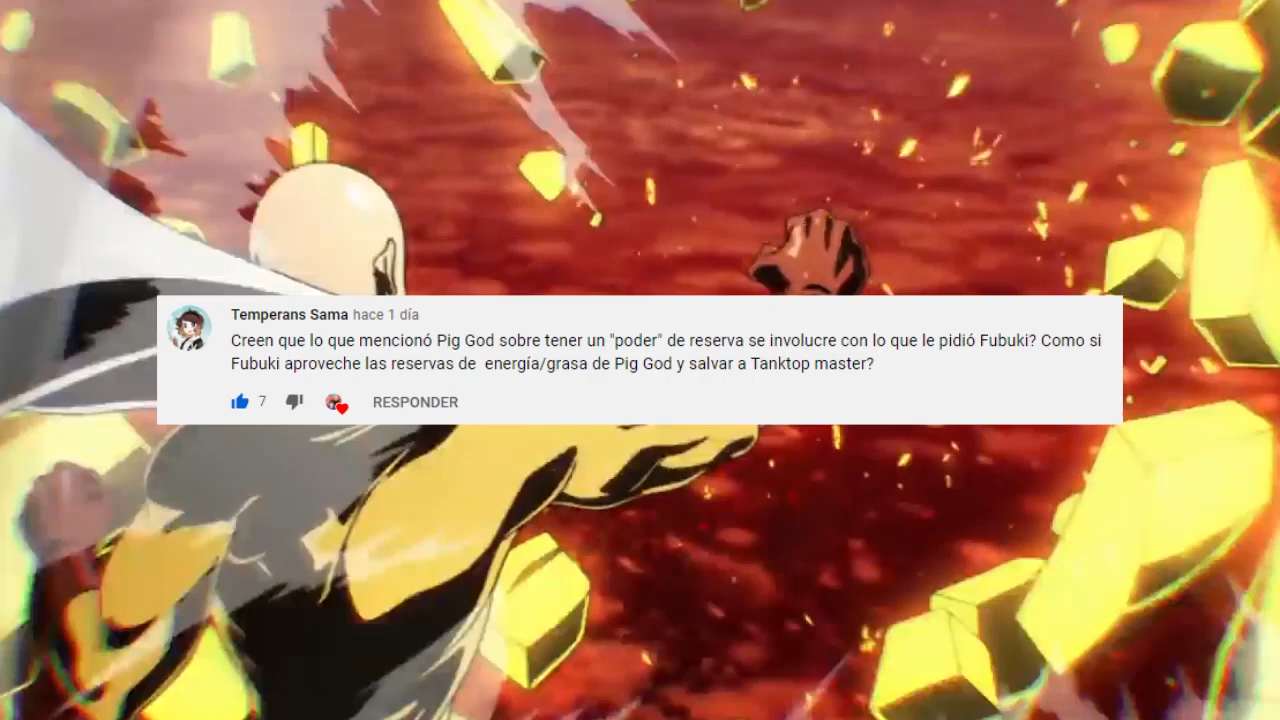 Temperans Sama hace 1 día
Creen que lo que mencionó Pig God sobre tener un "poder" de reserva se involucre con lo que le pidió Fubuki? Como si
Fubuki aproveche las reservas de  energía/grasa de Pig God y salvar a Tanktop master?
7 RESPONDER